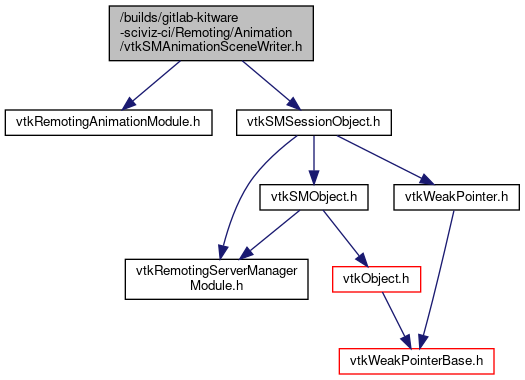 /builds/gitlab-kitware
-sciviz-ci/Remoting/Animation
/vtkSMAnimationSceneWriter.h
vtkRemotingAnimationModule.h
vtkSMSessionObject.h
vtkSMObject.h
vtkWeakPointer.h
vtkRemotingServerManager
Module.h
vtkObject.h
vtkWeakPointerBase.h